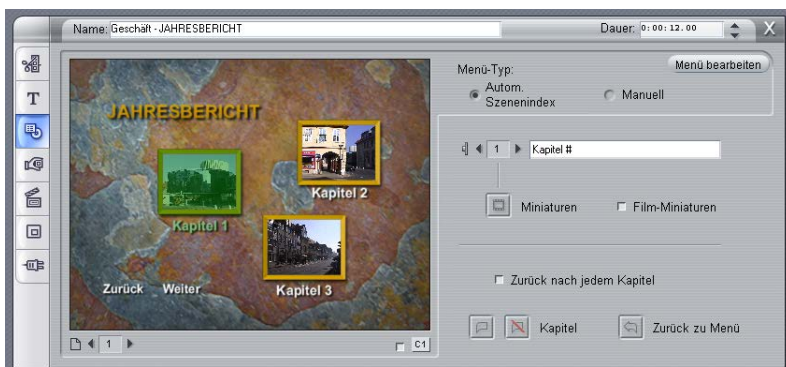 Name: Geschäft - JAHRESBERICHT Dauer: 0:00:12.00 X
Menü bearbeiten
Menü-Typ:
Autom. Szenenindex
Manuell
T
JAHRESBERICHT
Kapitel 2
Kapitel 1
Kapitel 3
Zurück Weiter
1 Kapitel #
Miniaturen Film-Miniaturen
Zurück nach jedem Kapitel
Kapitel Zurück zu Menü
1 C1